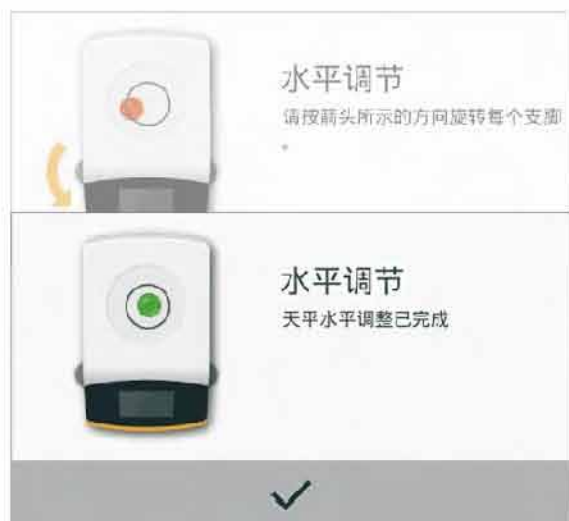 水平调节
请按箭头所示的方向旋转每个支脚
。
水平调节
天平水平调整已完成